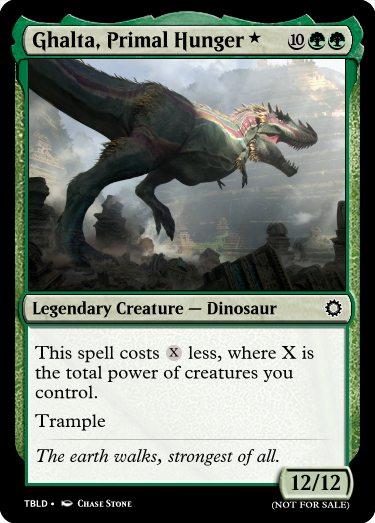 Ghalta, Primal Hunger★ 10
Legendary Creature — Dinosaur
This spell costs X less, where X is
the total power of creatures you
control.
Trample
The earth walks, strongest of all.
12/12
TBLD • Chase Stone
(NOT FOR SALE)